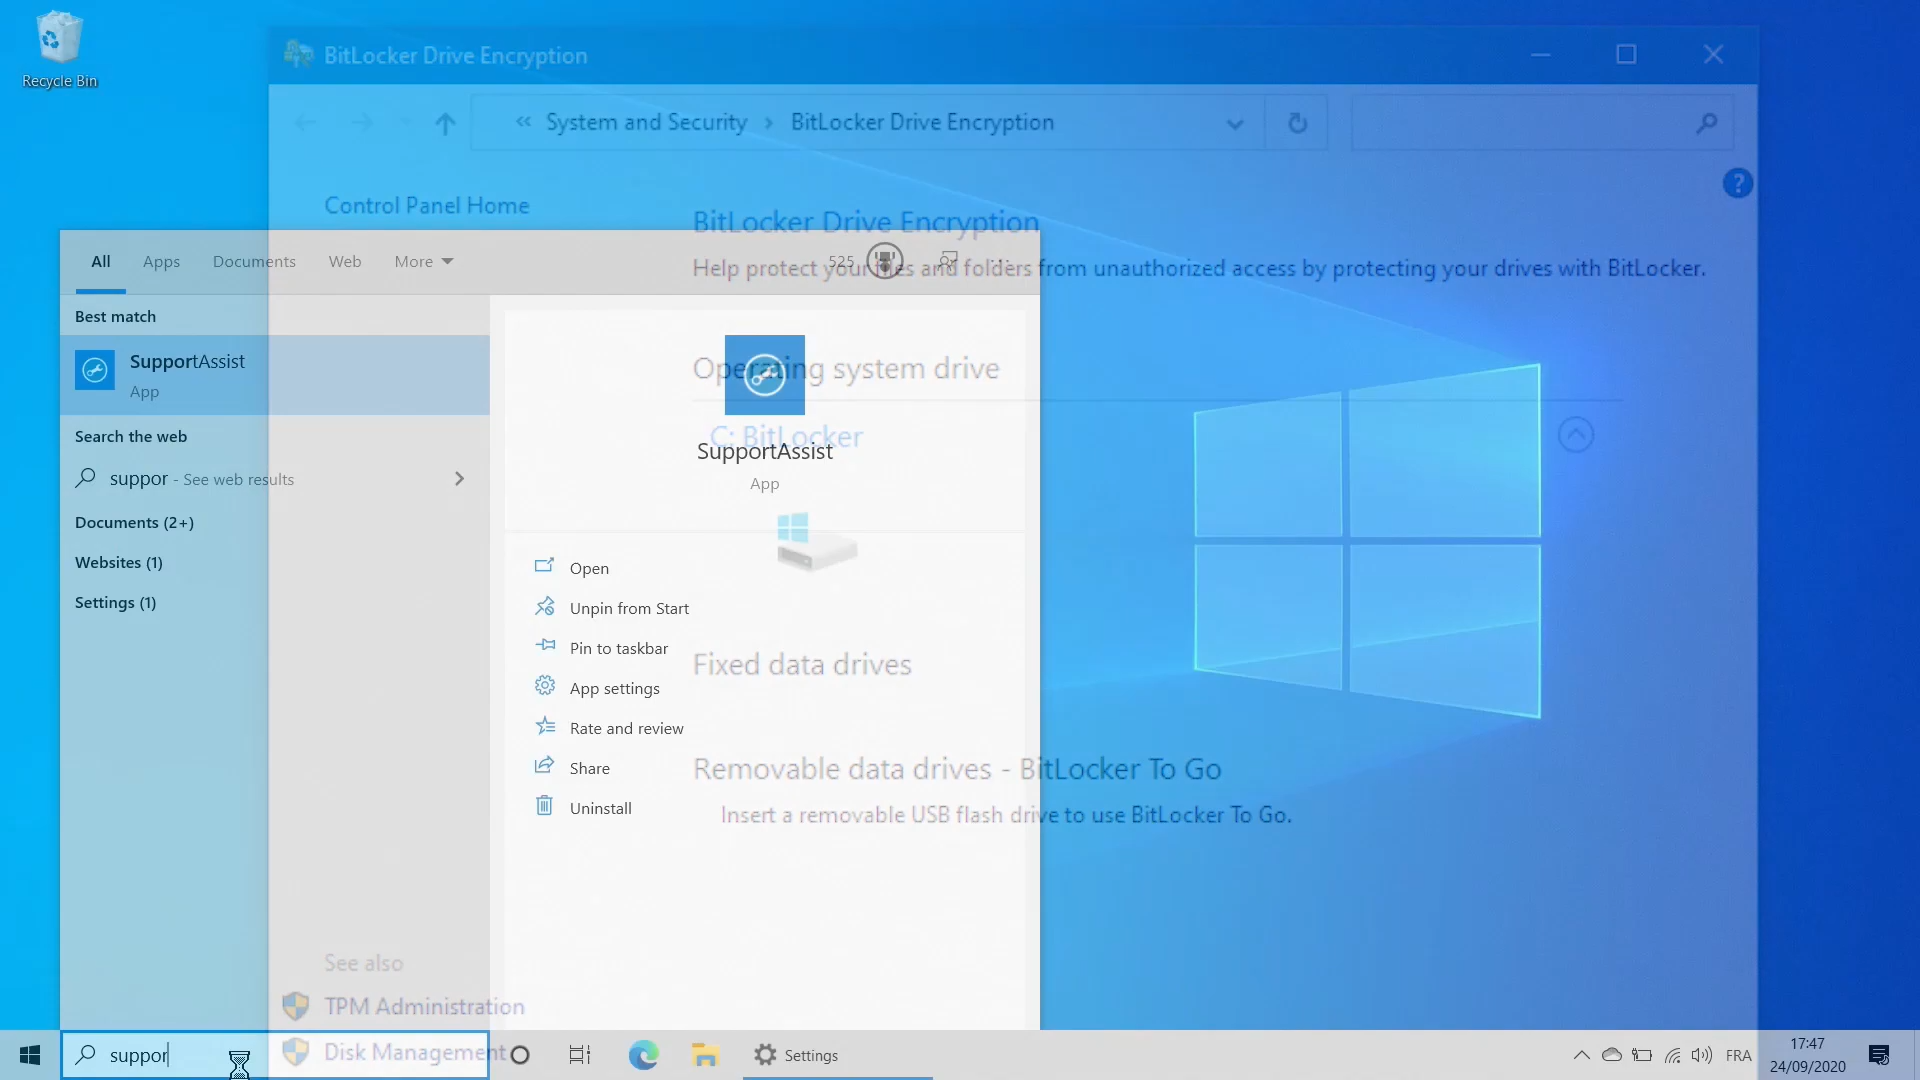 Recycle Bin
BitLocker Drive Encryption
« System and Security › BitLocker Drive Encryption
?
Control Panel Home
BitLocker Drive Encryption
Help protect your files and folders from unauthorized access by protecting your drives with BitLocker.
Operating system drive
C: BitLocker
Fixed data drives
Removable data drives - BitLocker To Go
Insert a removable USB flash drive to use BitLocker To Go.
See also
TPM Administration
Disk Management
All Apps Documents Web More 525
Best match
SupportAssist
App
Search the web
suppor - See web results
Documents (2+)
Websites (1)
Settings (1)
SupportAssist
App
Open
Unpin from Start
Pin to taskbar
App settings
Rate and review
Share
Uninstall
suppor
Settings
FRA
17:47
24/09/2020